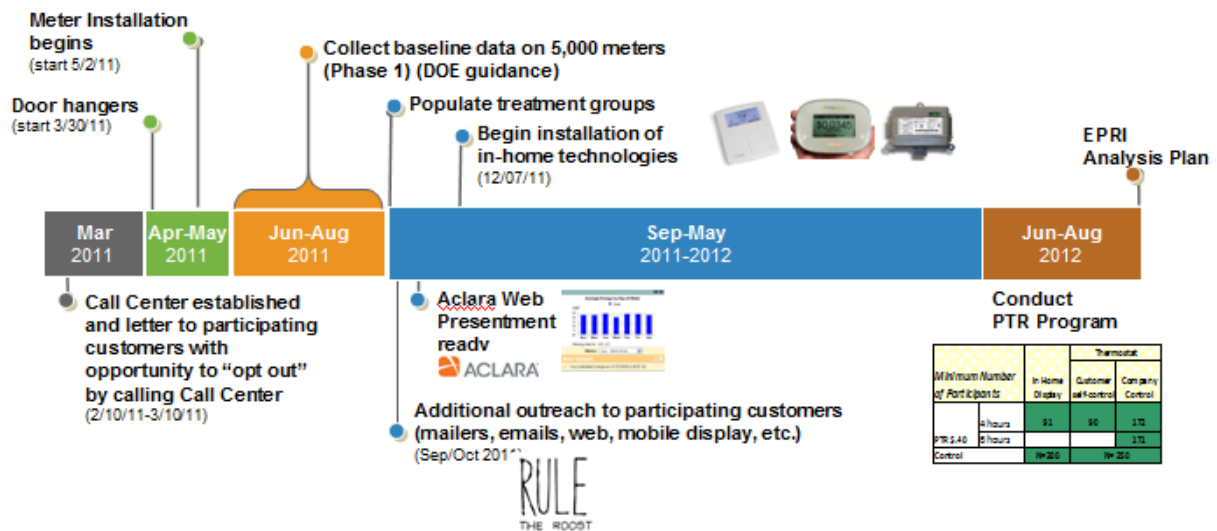 Meter Installation
begins
(start 5/2/11)
Door hangers
(start 3/30/11)
Collect baseline data on 5,000 meters
(Phase 1) (DOE guidance)
Populate treatment groups
Begin installation of
in-home technologies
(12/07/11)
EPRI
Analysis Plan
Mar
2011
Apr-May
2011
Jun-Aug
2011
Sep-May
2011-2012
Jun-Aug
2012
Call Center established
and letter to participating
customers with
opportunity to “opt out”
by calling Call Center
(2/10/11-3/10/11)
Aclara Web
Presentment
ready
ACLARA
Additional outreach to participating customers
(mailers, emails, web, mobile display, etc.)
(Sep/Oct 2011
RULE
THE ROOST
Conduct
PTR Program
Thermostat
Minimum Number
of Participants
In Home
Display
Customer
self-control
Company
Control
4 hours
172
PTR $.40
hours
171
Control
N=
N= 250